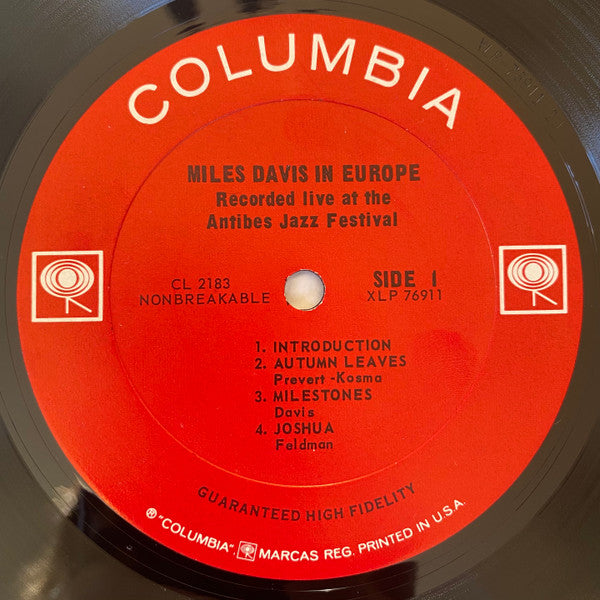 COLUMBIA
MILES DAVIS IN EUROPE
Recorded live at the
Antibes Jazz Festival
CL 2183
NONBREAKABLE
SIDE 1
XLP 76911
1. INTRODUCTION
2. AUTUMN LEAVES
Prevert-Kosma
3. MILESTONES
Davis
4. JOSHUA
Feldman
GUARANTEED HIGH FIDELITY
® "COLUMBIA", MARCAS REG. PRINTED IN U.S.A.